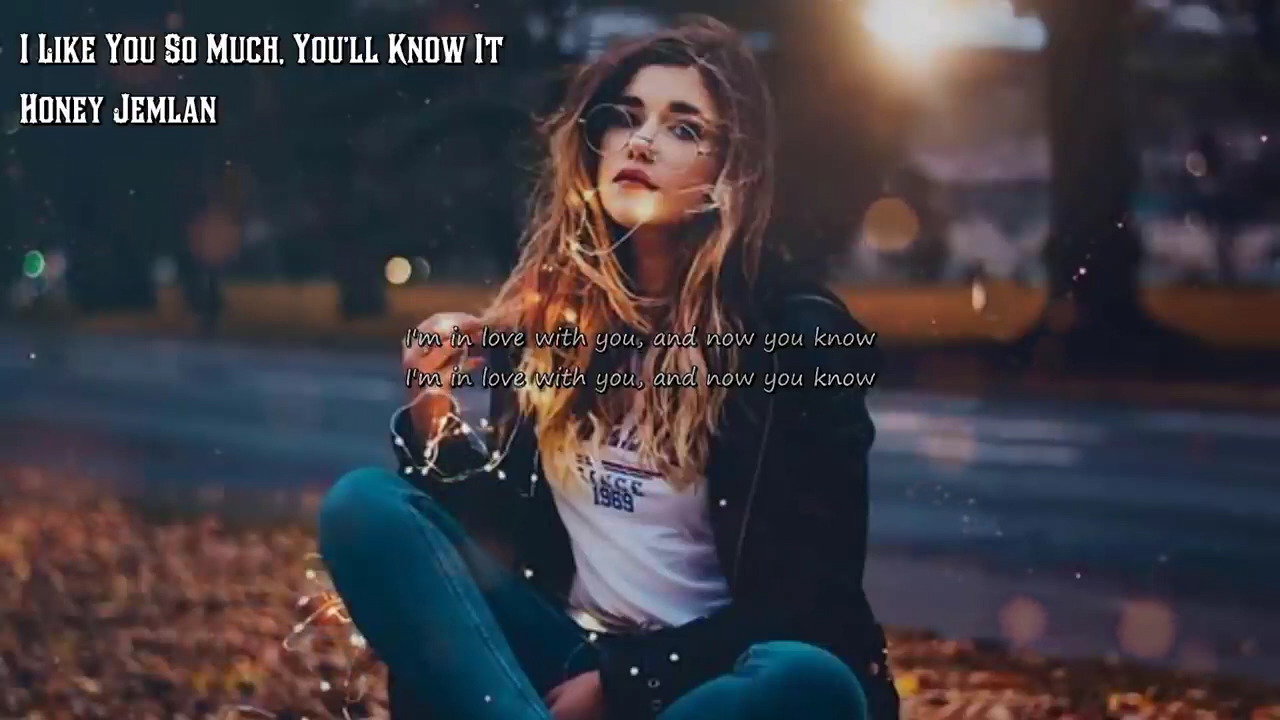 I Like You So Much, You'll Know It
Honey Jemlan
I'm in love with you, and now you know
I'm in love with you, and now you know
1969